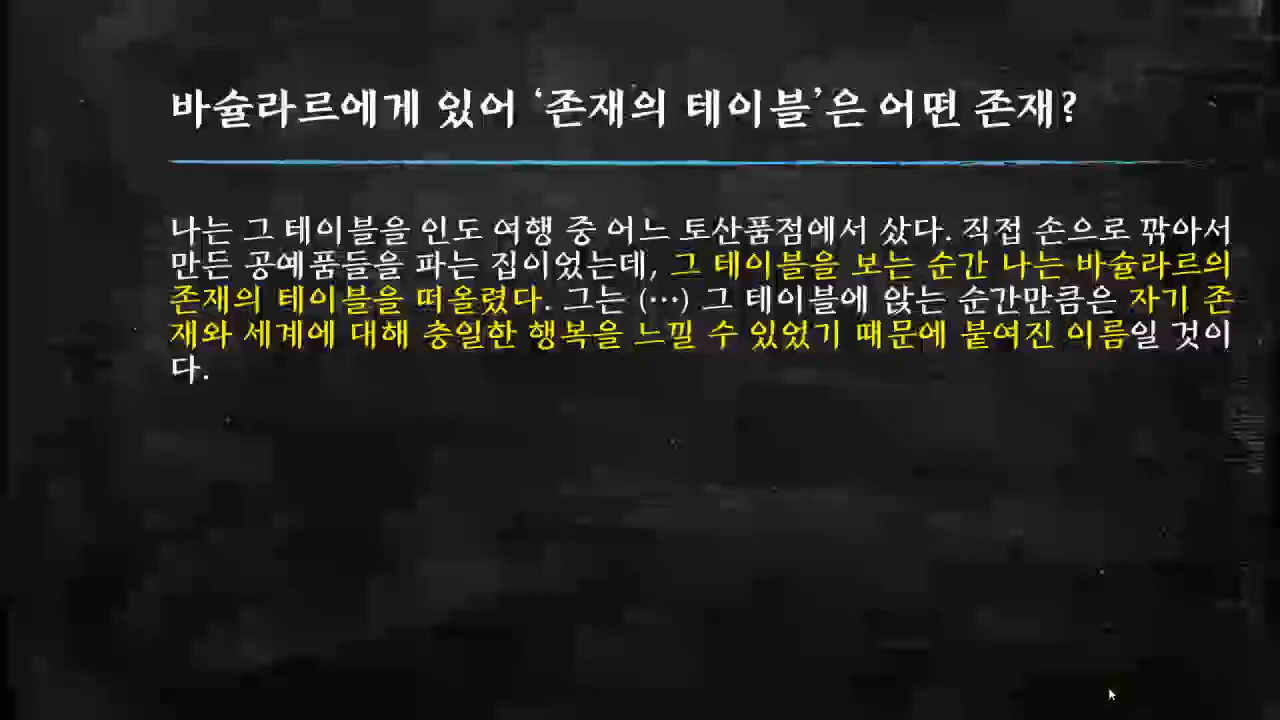 바슐라르에게 있어 ‘존재의 테이블’은 어떤 존재?
나는 그 테이블을 인도 여행 중 어느 토산품점에서 샀다. 직접 손으로 깎아서
만든 공예품들을 파는 집이었는데, 그 테이블을 보는 순간 나는 바슐라르의
존재의 테이블을 떠올렸다. 그는 (…) 그 테이블에 앉는 순간만큼은 자기 존
재와 세계에 대해 충일한 행복을 느낄 수 있었기 때문에 붙여진 이름일 것이
다.